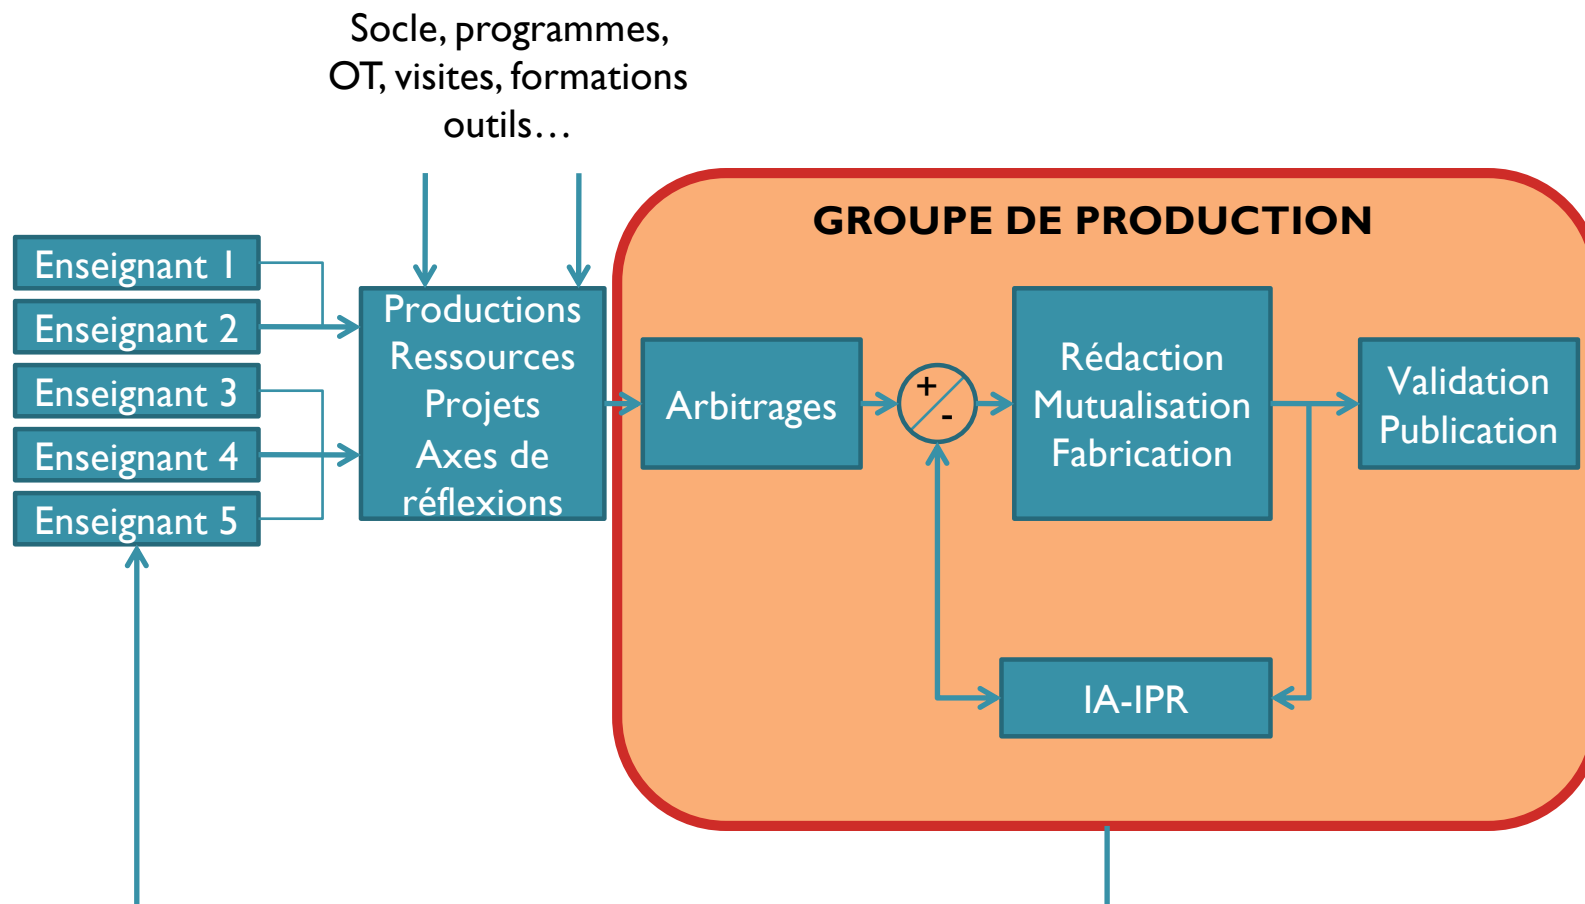 Socle, programmes,
OT, visites, formations
outils…
GROUPE DE PRODUCTION
Enseignant 1
Enseignant 2
Enseignant 3
Enseignant 4
Enseignant 5
Productions
Ressources
Projets
Axes de
réflexions
Arbitrages
+
-
Rédaction
Mutualisation
Fabrication
Validation
Publication
IA-IPR